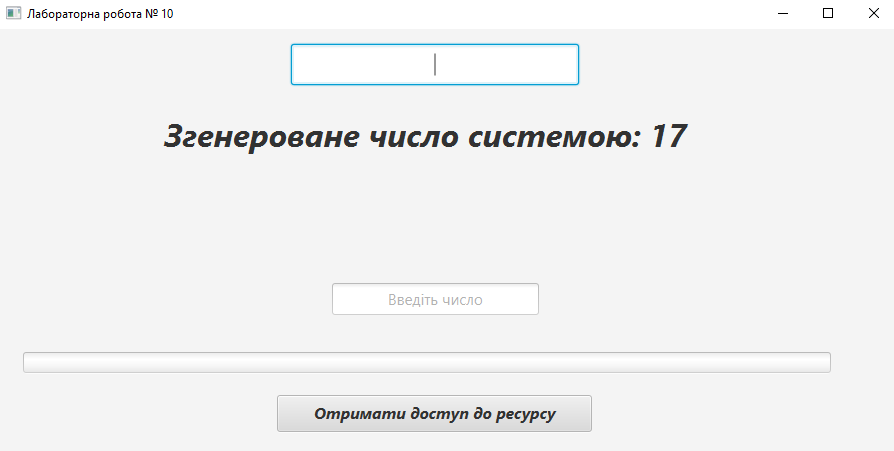 Лабораторна робота № 10
Згенероване число системою: 17
Введіть число
Отримати доступ до ресурсу